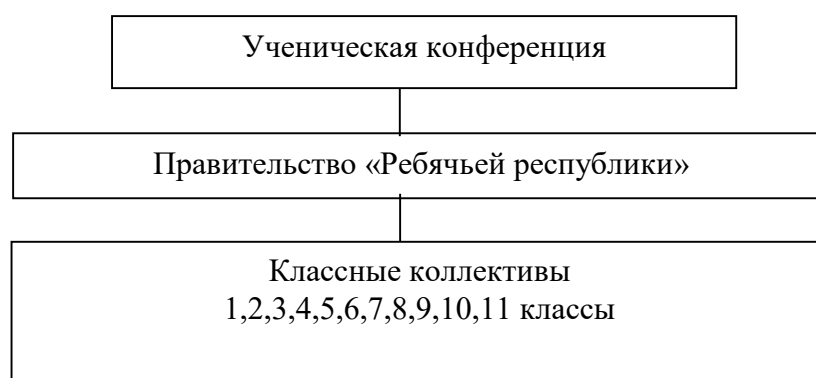 Ученическая конференция
Правительство «Ребячьей республики»
Классные коллективы
1,2,3,4,5,6,7,8,9,10,11 классы